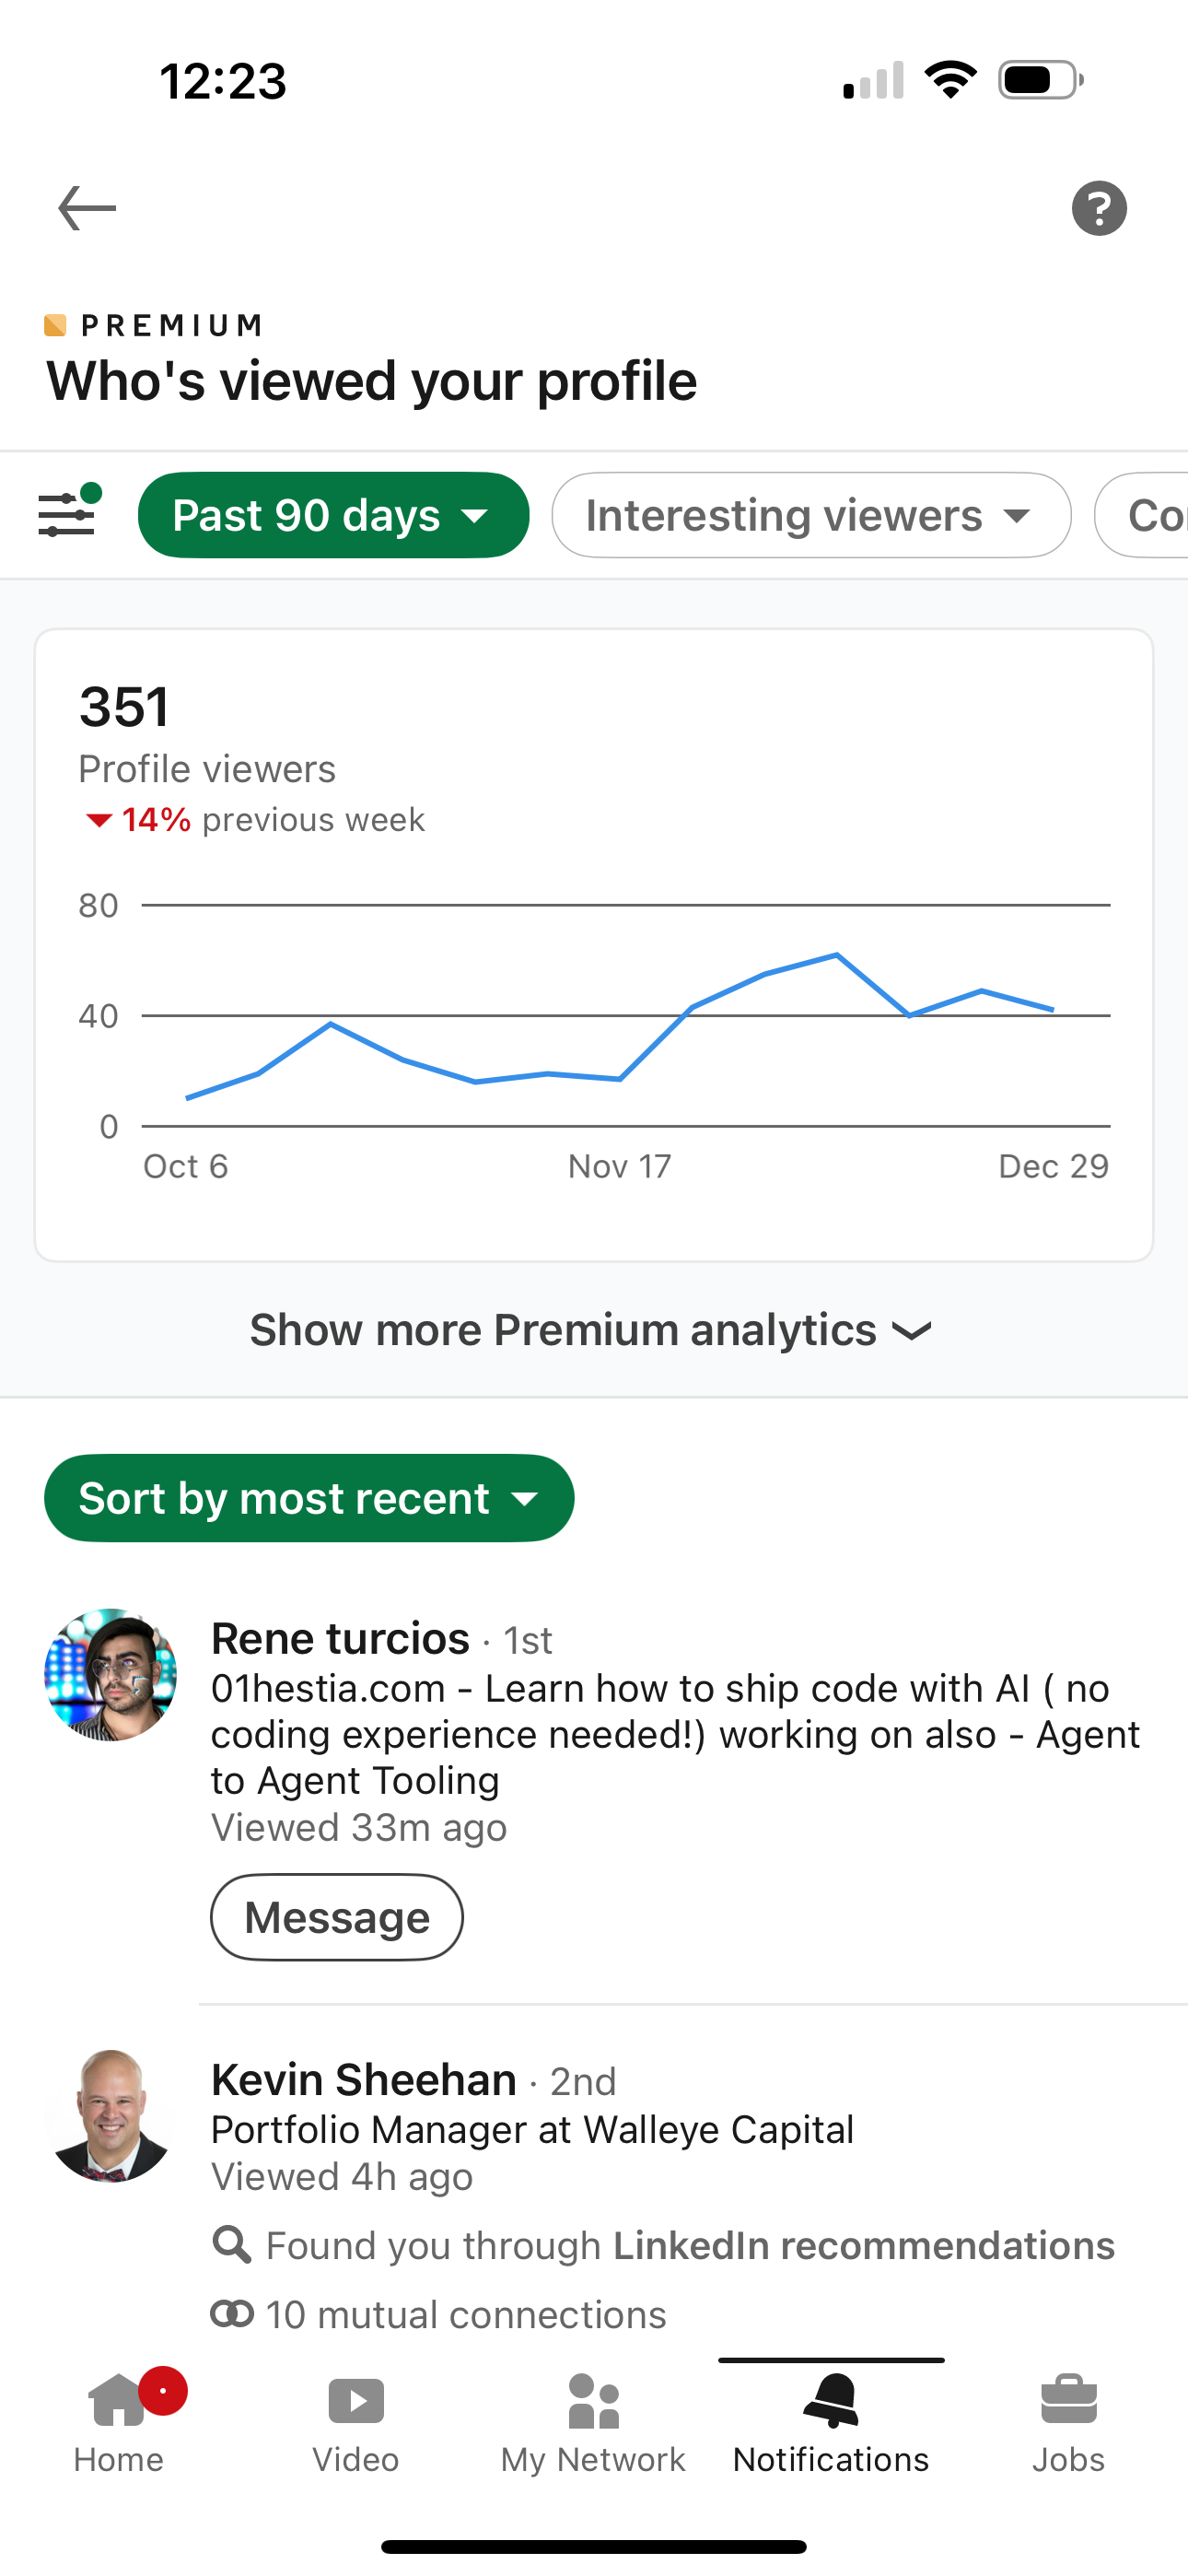 12:23
PREMIUM
Who's viewed your profile
Past 90 days
Interesting viewers
Co
351
Profile viewers
14% previous week
80
40
0
Oct 6
Nov 17
Dec 29
Show more Premium analytics
Sort by most recent
Rene turcios · 1st
01hestia.com - Learn how to ship code with AI ( no
coding experience needed!) working on also - Agent
to Agent Tooling
Viewed 33m ago
Message
Kevin Sheehan · 2nd
Portfolio Manager at Walleye Capital
Viewed 4h ago
Found you through LinkedIn recommendations
10 mutual connections
Home
Video
My Network
Notifications
Jobs